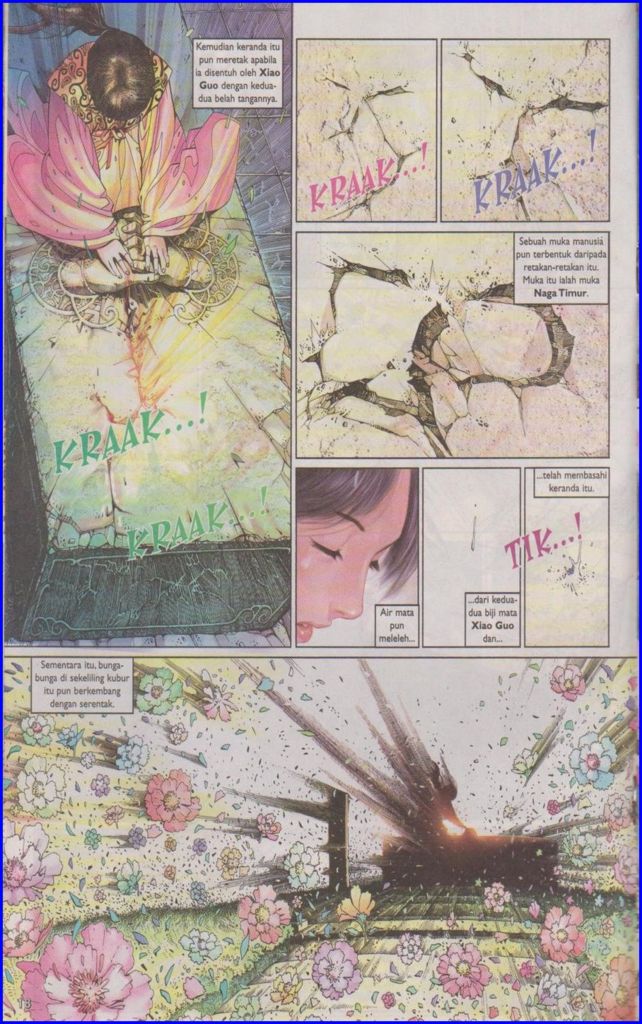 Kemudian keranda itu
pun meretak apabila
ia disentuh oleh Xiao
Guo dengan kedua-
dua belah tangannya.
KRAAK...!
KRAAK...!
KRAAK...!
KRAAK...!
Sebuah muka manusia
pun terbentuk daripada
retakan-retakan itu.
Muka itu ialah muka
Naga Timur.
Air mata
pun
meleleh...
...dari kedua-
dua biji mata
Xiao Guo
dan...
...telah membasahi
keranda itu.
TIK...!
Sementara itu, bunga-
bunga di sekeliling kubur
itu pun berkembang
dengan serentak.
18